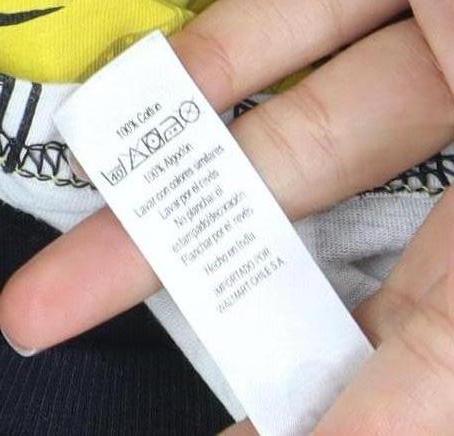 100% Cotton
40
100% Algodón
Lavar con colores similares
Lavar por el revés
No planchar el
estampado/decoración
Planchar por el revés
Hecho en India
IMPORTADO POR
WALMART CHILE S.A